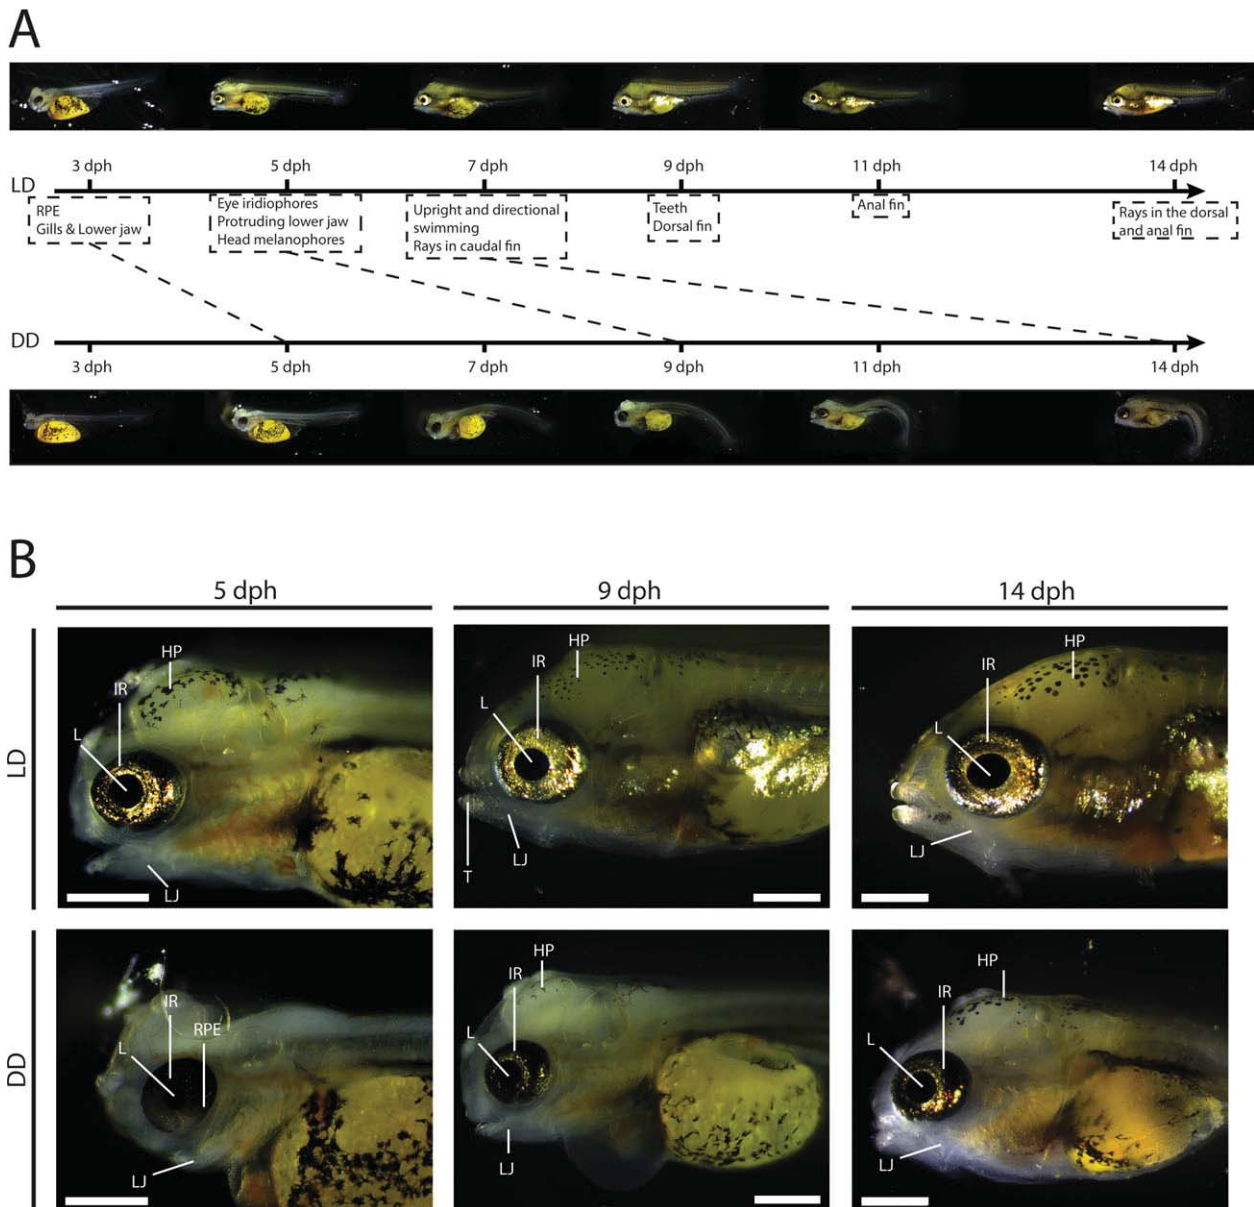 A
3 dph 5 dph 7 dph 9 dph 11 dph 14 dph
LD
RPE
Gills & Lower jaw
Eye iridiophores
Protruding lower jaw
Head melanophores
Upright and directional
swimming
Rays in caudal fin
Teeth
Dorsal fin
Anal fin
Rays in the dorsal
and anal fin
DD
3 dph 5 dph 7 dph 9 dph 11 dph 14 dph
B
5 dph 9 dph 14 dph
LD
HP
IR
L
LJ
HP
IR
L
T
LJ
HP
IR
L
LJ
DD
IR
RPE
L
LJ
HP
IR
L
LJ
HP
IR
L
LJ